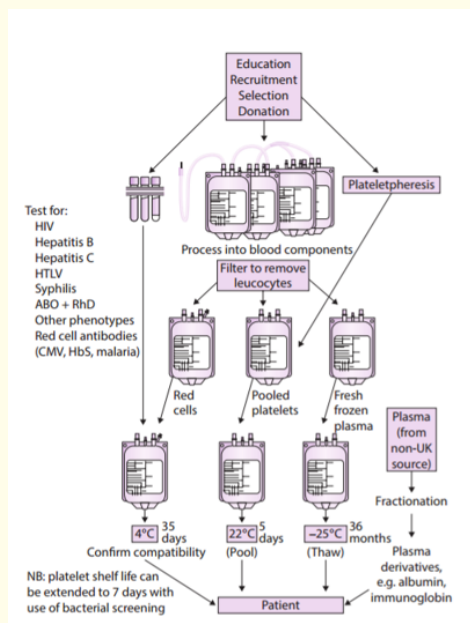 Education
Recruitment
Selection
Donation
Plateletpheresis
Process into blood components
Test for:
HIV
Hepatitis B
Hepatitis C
HTLV
Syphilis
ABO + RhD
Other phenotypes
Red cell antibodies
(CMV, HbS, malaria)
Filter to remove
leucocytes
Red
cells
Pooled
platelets
Fresh
frozen
plasma
Plasma
(from
non-UK
source)
Fractionation
Plasma
derivatives,
e.g. albumin,
immunoglobin
4°C 35
days
Confirm compatibility
22°C 5
days
(Pool)
−25°C 36
months
(Thaw)
NB: platelet shelf life can
be extended to 7 days with
use of bacterial screening
Patient